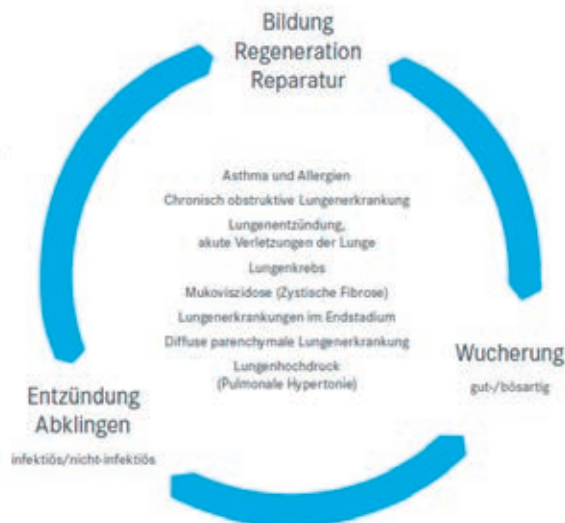 Bildung
Regeneration
Reparatur
Asthma und Allergien
Chronisch obstruktive Lungenerkrankung
Lungenentzündung,
akute Verletzungen der Lunge
Lungenkrebs
Mukoviszidose (Zystische Fibrose)
Lungenerkrankungen im Endstadium
Diffuse parenchymale Lungenerkrankung
Lungenhochdruck
(Pulmonale Hypertonie)
Wucherung
gut-/bösartig
Entzündung
Abklingen
infektiös/nicht-infektiös